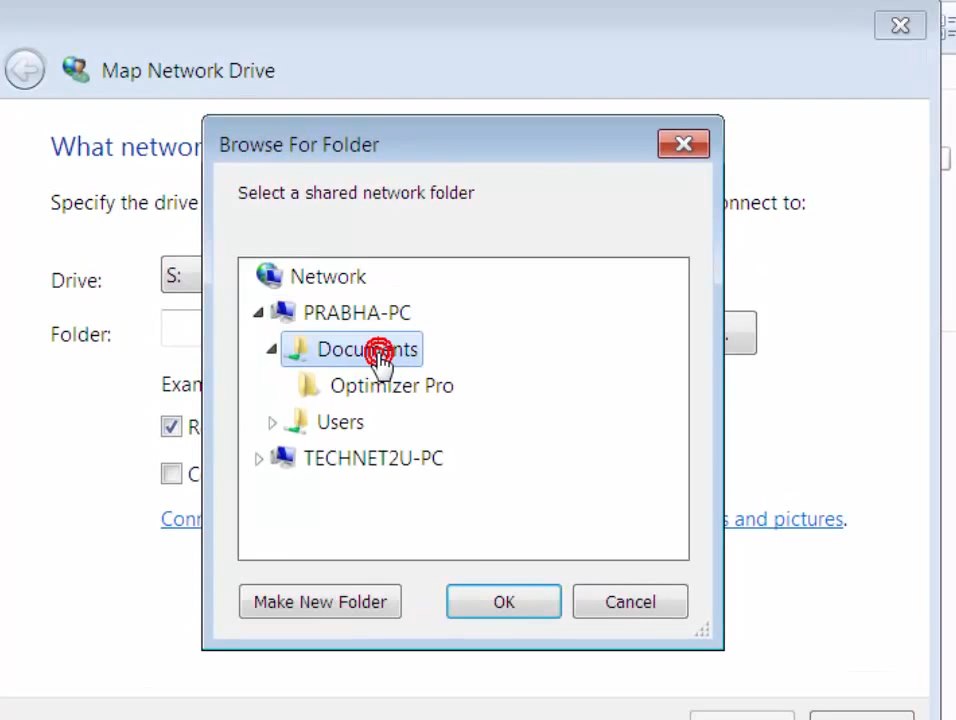 Map Network Drive
What networ
Browse For Folder
Specify the drive
Select a shared network folder
nnect to:
Drive:
S:
Network
PRABHA-PC
Folder:
Documents
Exam
Optimizer Pro
R
Users
C
TECHNET2U-PC
Conn
s and pictures.
Make New Folder
OK
Cancel